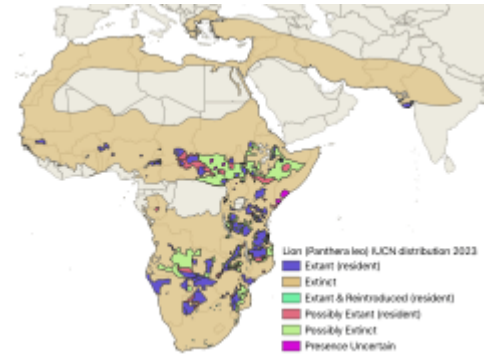 Lion (Panthera leo) IUCN distribution 2023
Extant (resident)
Extinct
Extant & Reintroduced (resident)
Possibly Extant (resident)
Possibly Extinct
Presence Uncertain